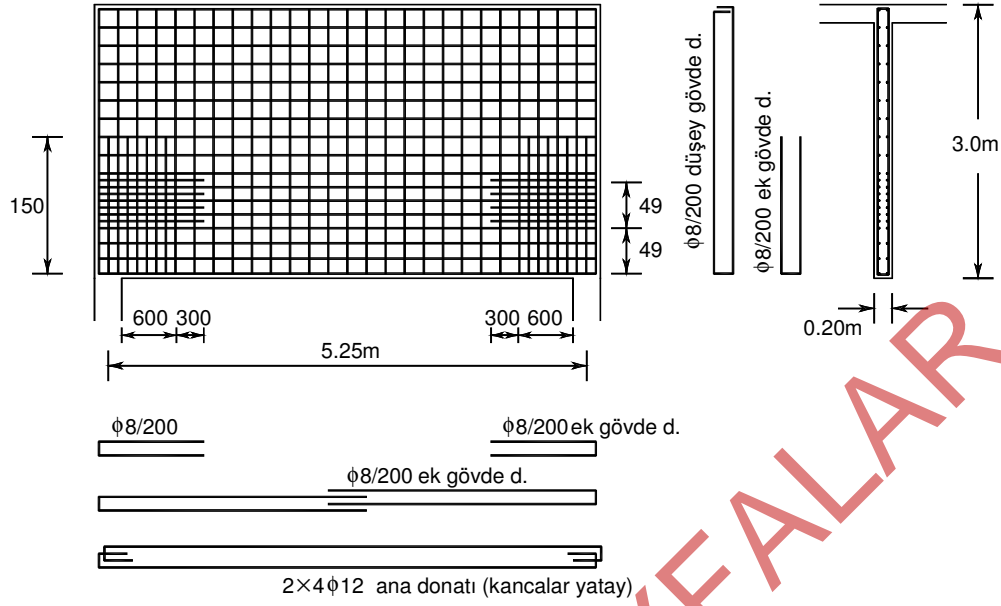 150
49
49
600 300
300 600
5.25m
ϕ8/200 düşey gövde d.
ϕ8/200 ek gövde d.
3.0m
0.20m
ϕ8/200
ϕ8/200 ek gövde d.
ϕ8/200 ek gövde d.
2×4ϕ12 ana donatı (kancalar yatay)